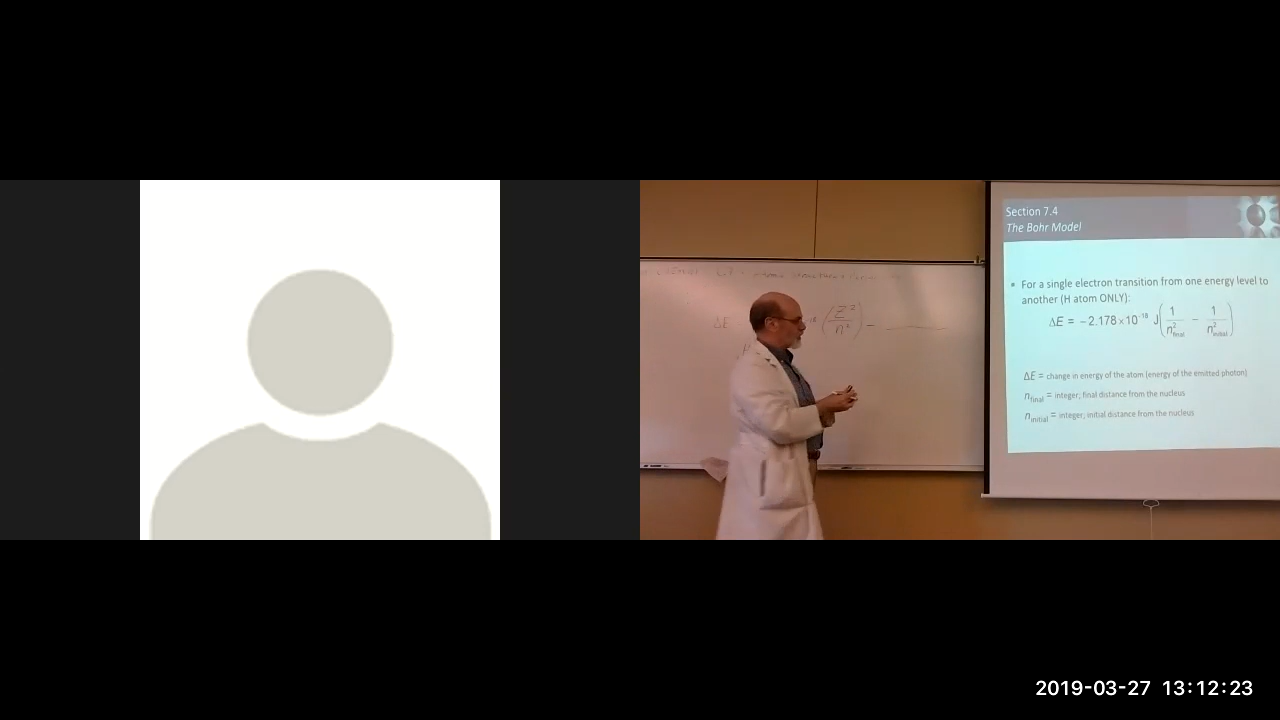 ΔE
-18 (Z²/n²) –
Section 7.4
The Bohr Model
• For a single electron transition from one energy level to
another (H atom ONLY):
ΔE = −2.178×10⁻¹⁸ J(1/n²final − 1/n²initial)
ΔE = change in energy of the atom (energy of the emitted photon)
nfinal = integer; final distance from the nucleus
ninitial = integer; initial distance from the nucleus
2019-03-27 13:12:23